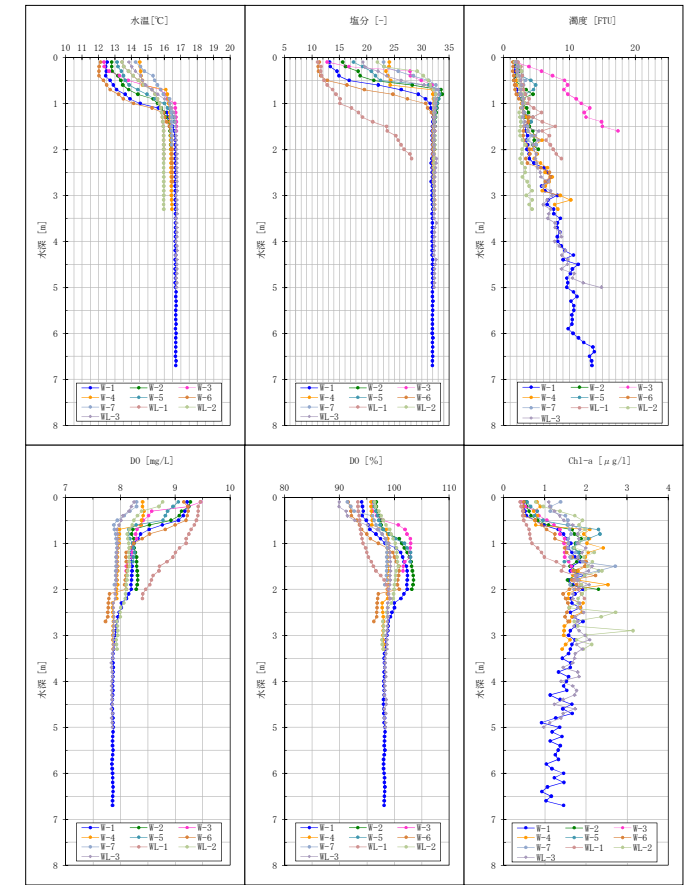 水温[℃]
10 11 12 13 14 15 16 17 18 19 20
0
1
2
3
4
5
6
7
8
水深 [m]
W-1 W-2 W-3
W-4 W-5 W-6
W-7 WL-1 WL-2
WL-3
塩分 [-]
5 10 15 20 25 30 35
0
1
2
3
4
5
6
7
8
水深 [m]
W-1 W-2 W-3
W-4 W-5 W-6
W-7 WL-1 WL-2
WL-3
濁度 [FTU]
0 10 20
0
1
2
3
4
5
6
7
8
水深 [m]
W-1 W-2 W-3
W-4 W-5 W-6
W-7 WL-1 WL-2
WL-3
DO [mg/L]
7 8 9 10
0
1
2
3
4
5
6
7
8
水深 [m]
W-1 W-2 W-3
W-4 W-5 W-6
W-7 WL-1 WL-2
WL-3
DO [%]
80 90 100 110
0
1
2
3
4
5
6
7
8
水深 [m]
W-1 W-2 W-3
W-4 W-5 W-6
W-7 WL-1 WL-2
WL-3
Chl-a [μg/l]
0 1 2 3 4
0
1
2
3
4
5
6
7
8
水深 [m]
W-1 W-2 W-3
W-4 W-5 W-6
W-7 WL-1 WL-2
WL-3